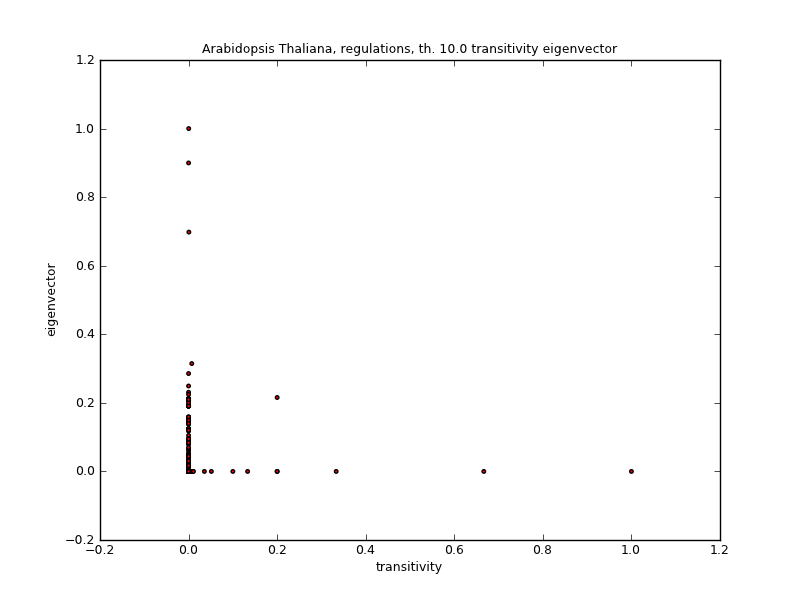 Arabidopsis Thaliana, regulations, th. 10.0 transitivity eigenvector
1.2
1.0
0.8
0.6
0.4
0.2
0.0
−0.2
eigenvector
−0.2 0.0 0.2 0.4 0.6 0.8 1.0 1.2
transitivity